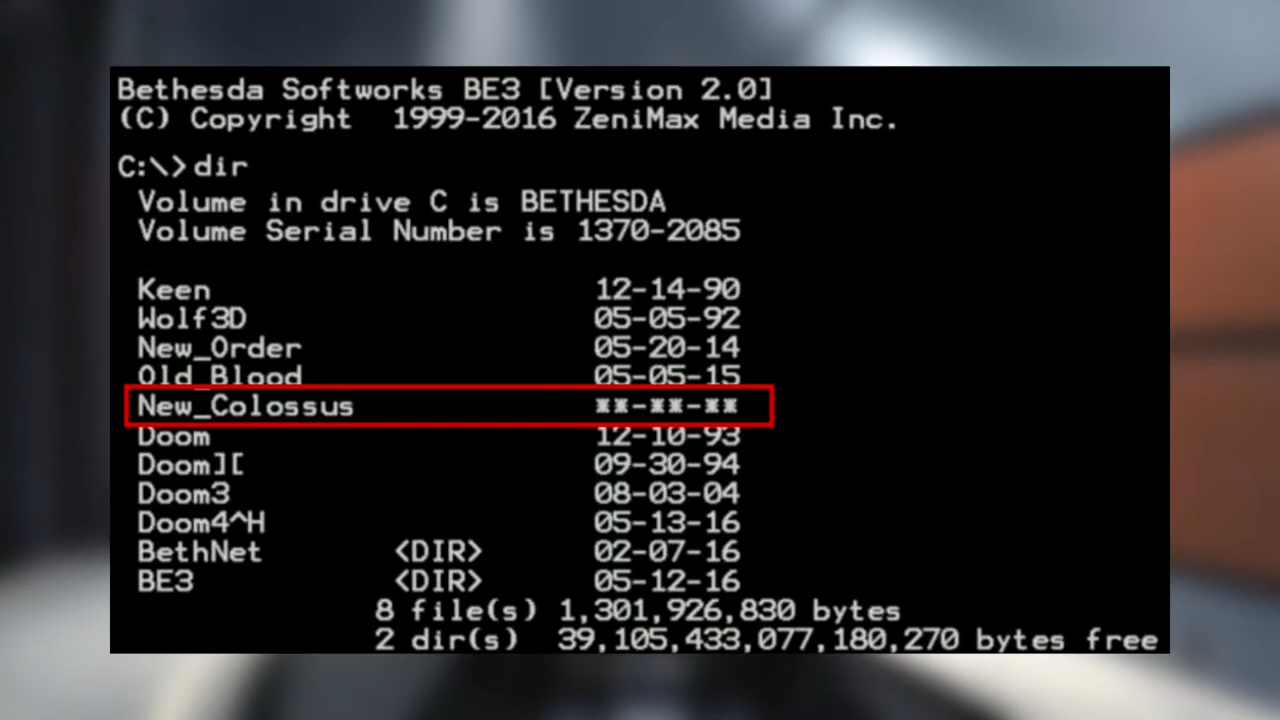 Bethesda Softworks BE3 [Version 2.0]
(C) Copyright 1999-2016 ZeniMax Media Inc.
C:\>dir
Volume in drive C is BETHESDA
Volume Serial Number is 1370-2085
Keen 12-14-90
Wolf3D 05-05-92
New_Order 05-20-14
Old_Blood 05-05-15
New_Colossus **-**-**
Doom 12-10-93
Doom][ 09-30-94
Doom3 08-03-04
Doom4^H 05-13-16
BethNet <DIR> 02-07-16
BE3 <DIR> 05-12-16
8 file(s) 1,301,926,830 bytes
2 dir(s) 39,105,433,077,180,270 bytes free